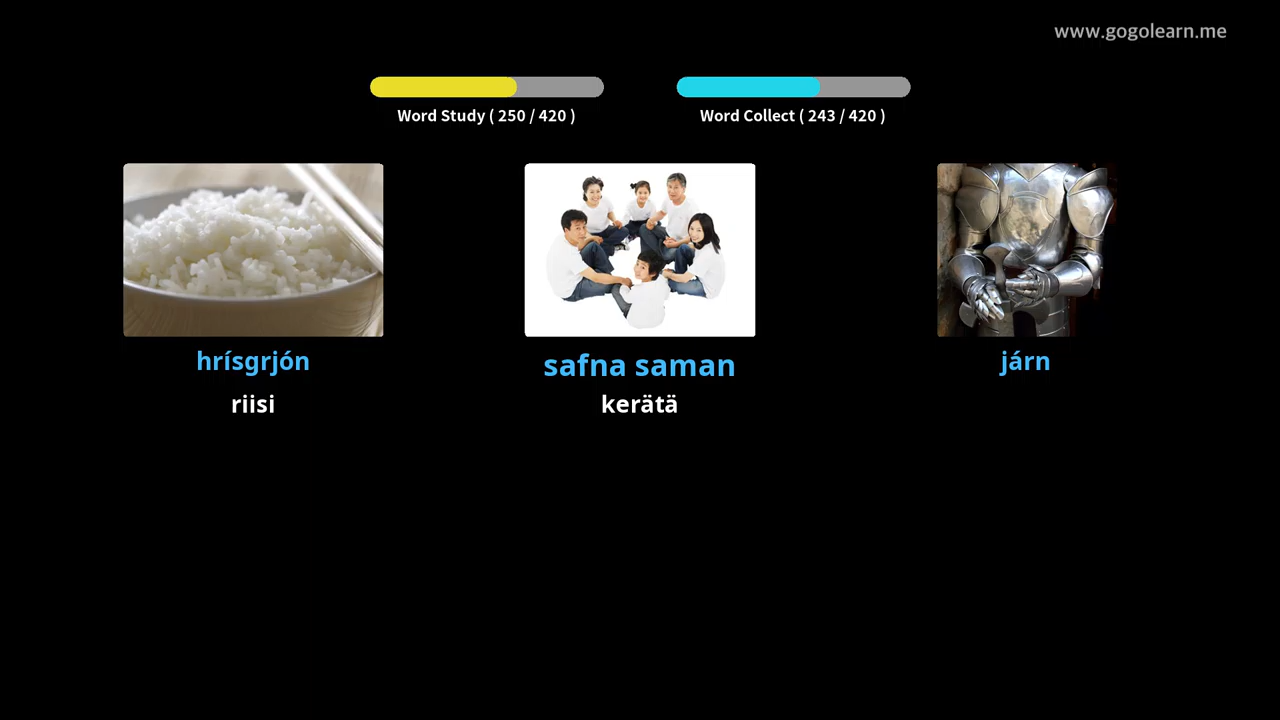 www.gogolearn.me
Word Study ( 250 / 420 )
Word Collect ( 243 / 420 )
hrísgrjón
safna saman
járn
riisi
kerätä